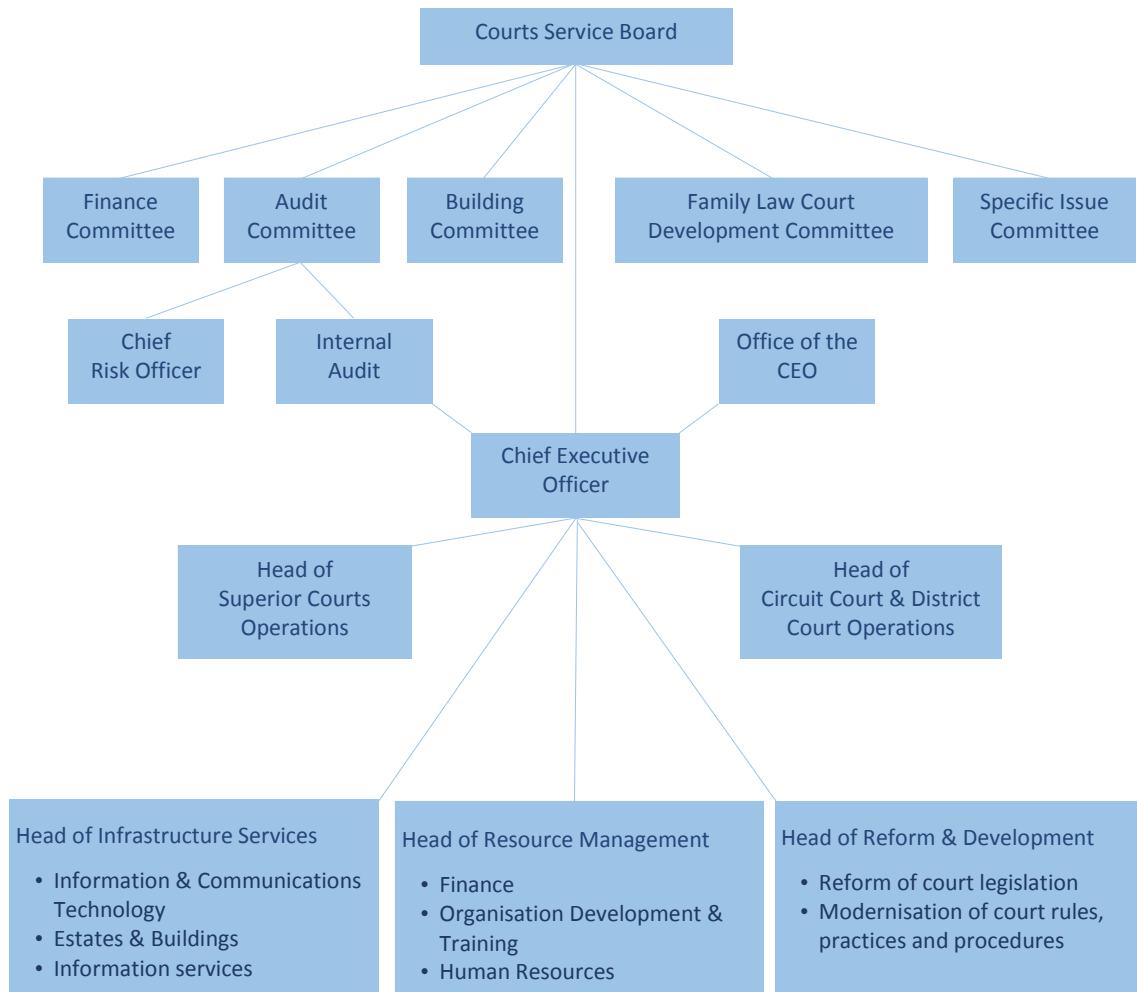 Courts Service Board
Finance
Committee
Audit
Committee
Building
Committee
Family Law Court
Development Committee
Specific Issue
Committee
Chief
Risk Officer
Internal
Audit
Office of the
CEO
Chief Executive
Officer
Head of
Superior Courts
Operations
Head of
Circuit Court & District
Court Operations
Head of Infrastructure Services
• Information & Communications
Technology
• Estates & Buildings
• Information services
Head of Resource Management
• Finance
• Organisation Development &
Training
• Human Resources
Head of Reform & Development
• Reform of court legislation
• Modernisation of court rules,
practices and procedures